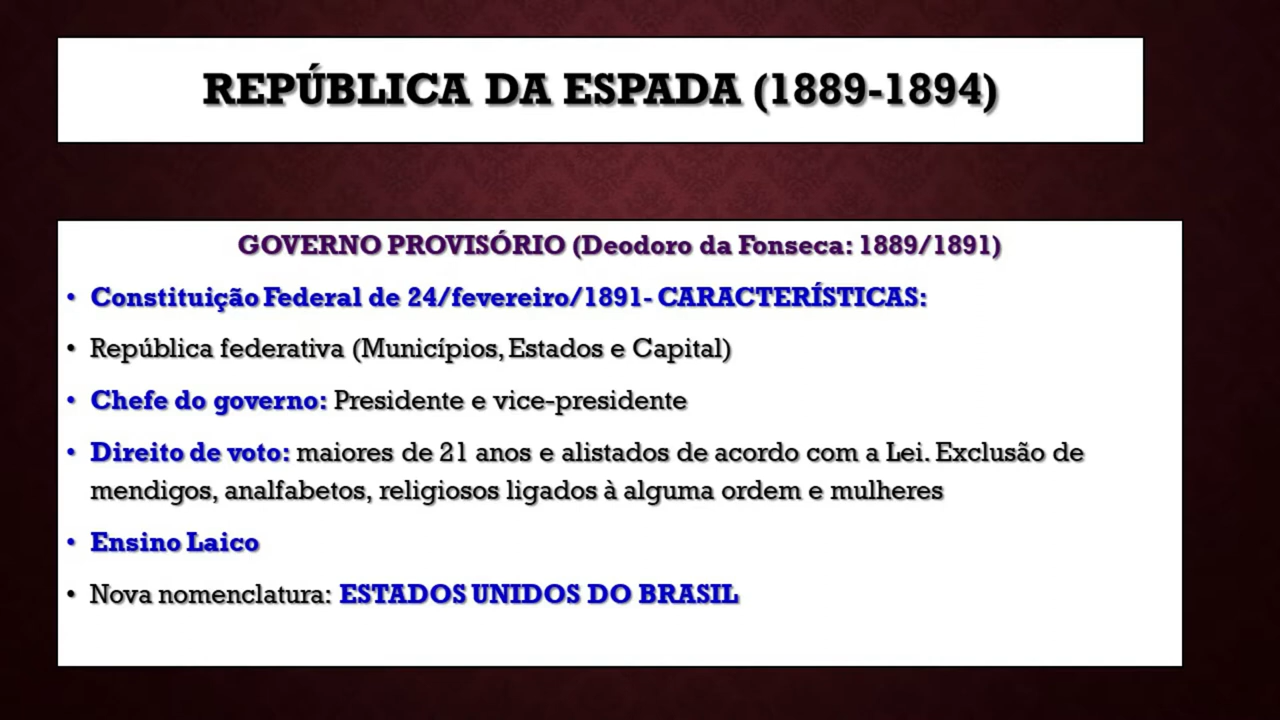 REPÚBLICA DA ESPADA (1889-1894)
GOVERNO PROVISÓRIO (Deodoro da Fonseca: 1889/1891)
• Constituição Federal de 24/fevereiro/1891- CARACTERÍSTICAS:
• República federativa (Municípios, Estados e Capital)
• Chefe do governo: Presidente e vice-presidente
• Direito de voto: maiores de 21 anos e alistados de acordo com a Lei. Exclusão de
mendigos, analfabetos, religiosos ligados à alguma ordem e mulheres
• Ensino Laico
• Nova nomenclatura: ESTADOS UNIDOS DO BRASIL